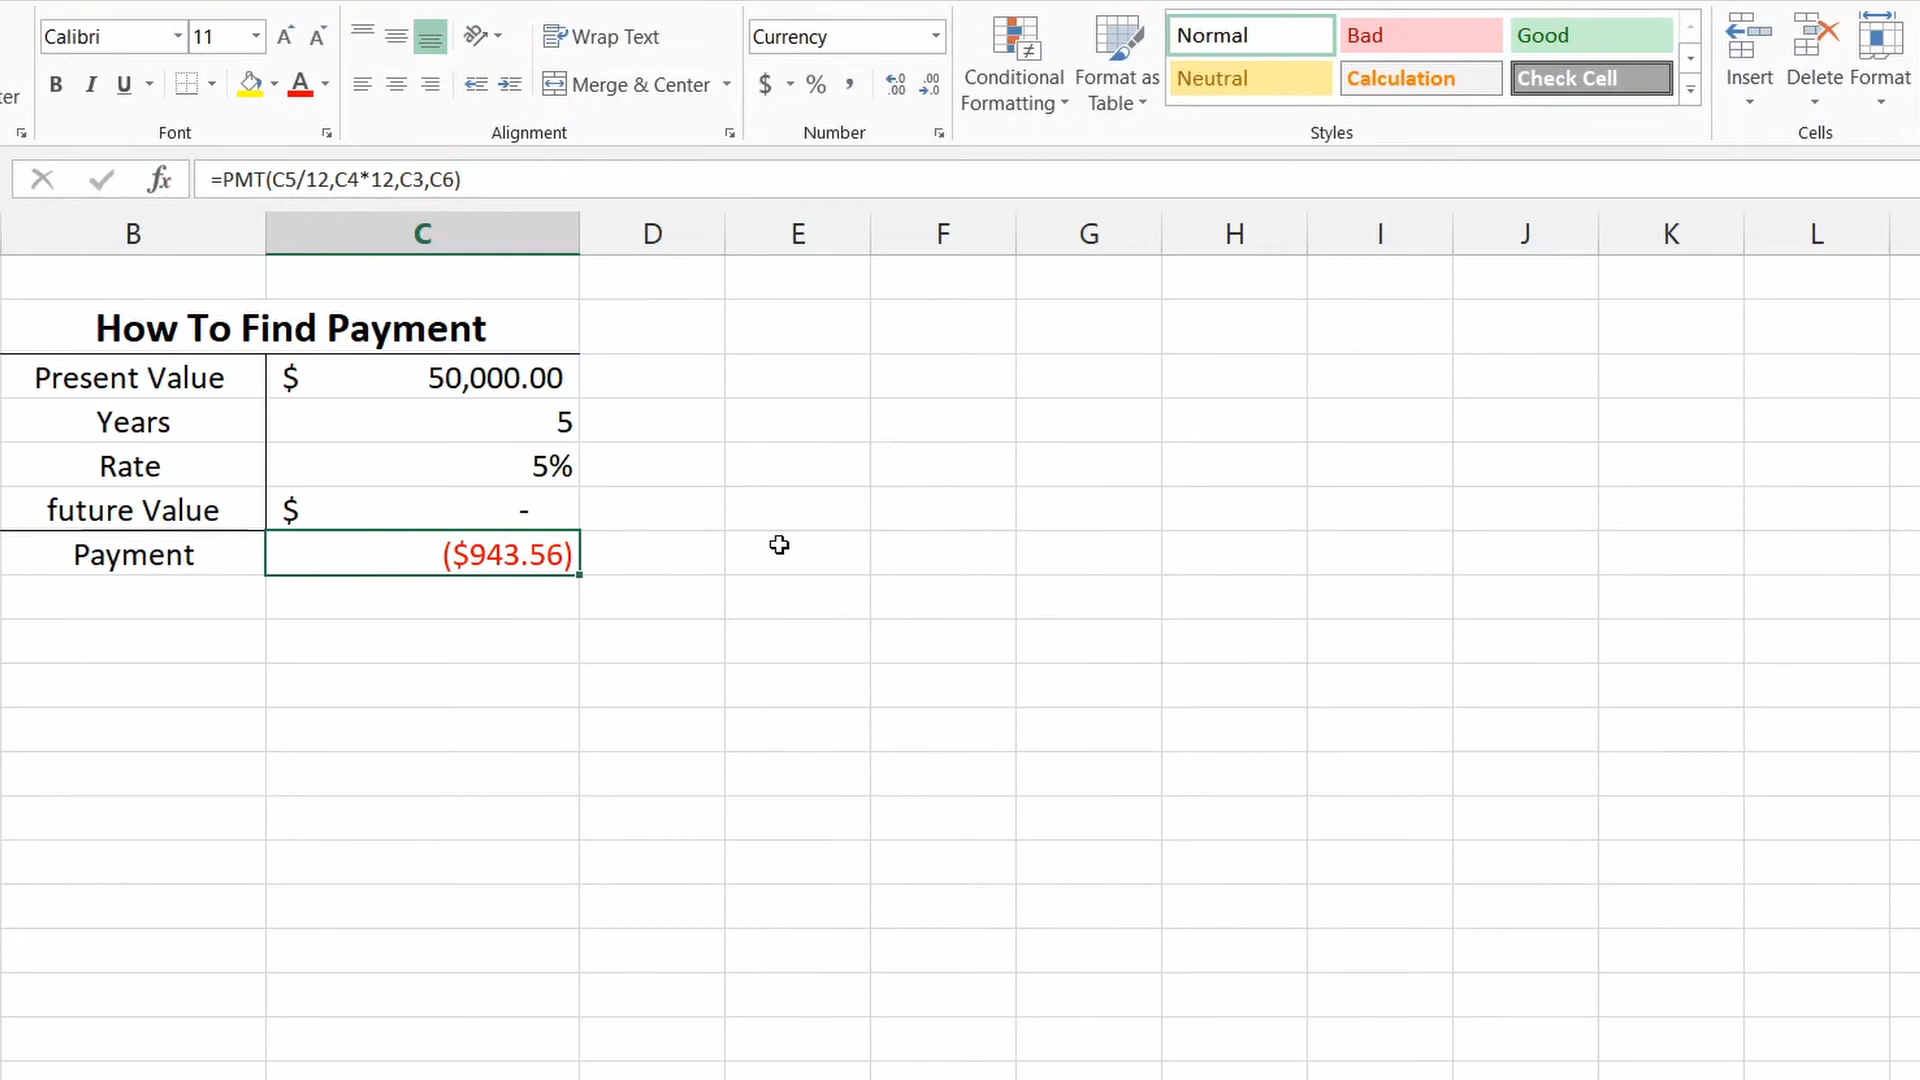 Calibri 11 A A Wrap Text Currency Conditional Formatting Format as Table Normal Bad Good Insert Delete Format
B I U A Merge & Center $ % , Neutral Calculation Check Cell
Font Alignment Number Styles Cells
fx =PMT(C5/12,C4*12,C3,C6)
B C D E F G H I J K L
How To Find Payment
Present Value $ 50,000.00
Years 5
Rate 5%
future Value $ -
Payment ($943.56)